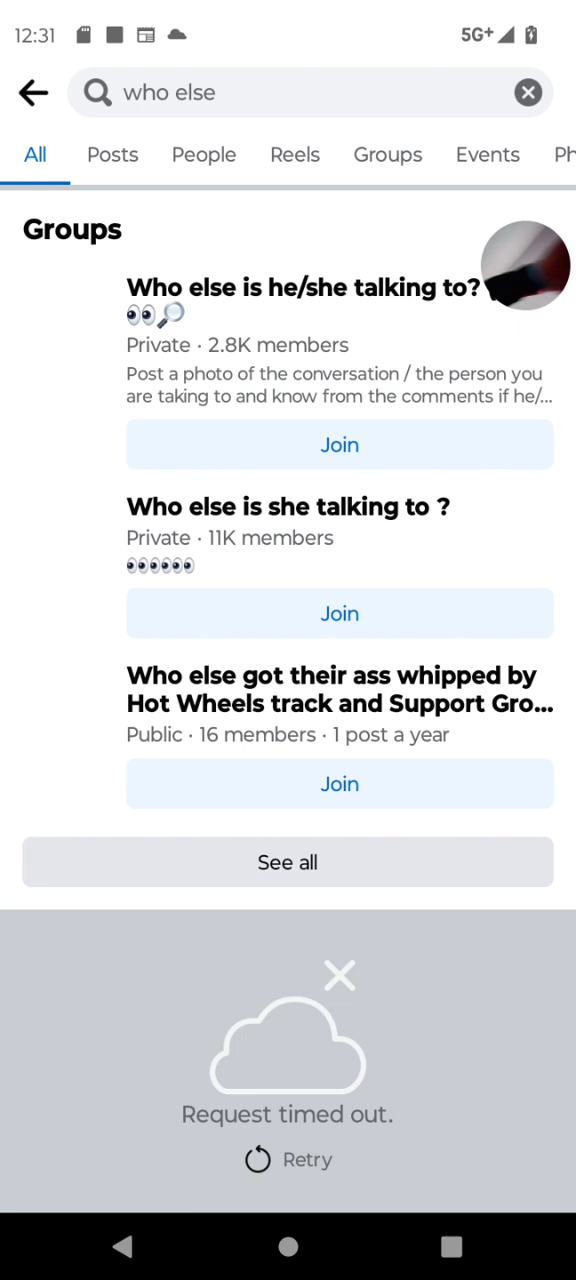 12:31
5G+
who else
All Posts People Reels Groups Events Ph
Groups
Who else is he/she talking to?
👀🔎
Private · 2.8K members
Post a photo of the conversation / the person you
are taking to and know from the comments if he/...
Join
Who else is she talking to ?
Private · 11K members
👀👀👀
Join
Who else got their ass whipped by
Hot Wheels track and Support Gro...
Public · 16 members · 1 post a year
Join
See all
Request timed out.
Retry